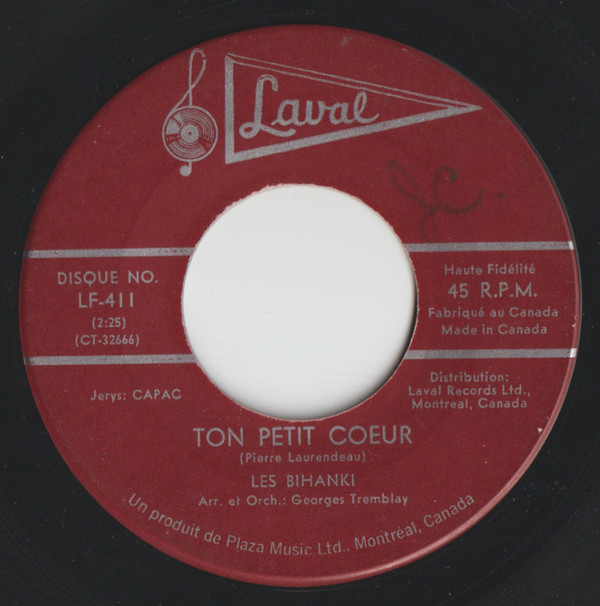 Laval
DISQUE NO.
LF-411
(2:25)
(CT-32666)
Jerys: CAPAC
Haute Fidélité
45 R.P.M.
Fabriqué au Canada
Made in Canada
Distribution:
Laval Records Ltd.,
Montreal, Canada
TON PETIT COEUR
(Pierre Laurendeau)
LES BIHANKI
Arr. et Orch.: Georges Tremblay
Un produit de Plaza Music Ltd., Montréal, Canada